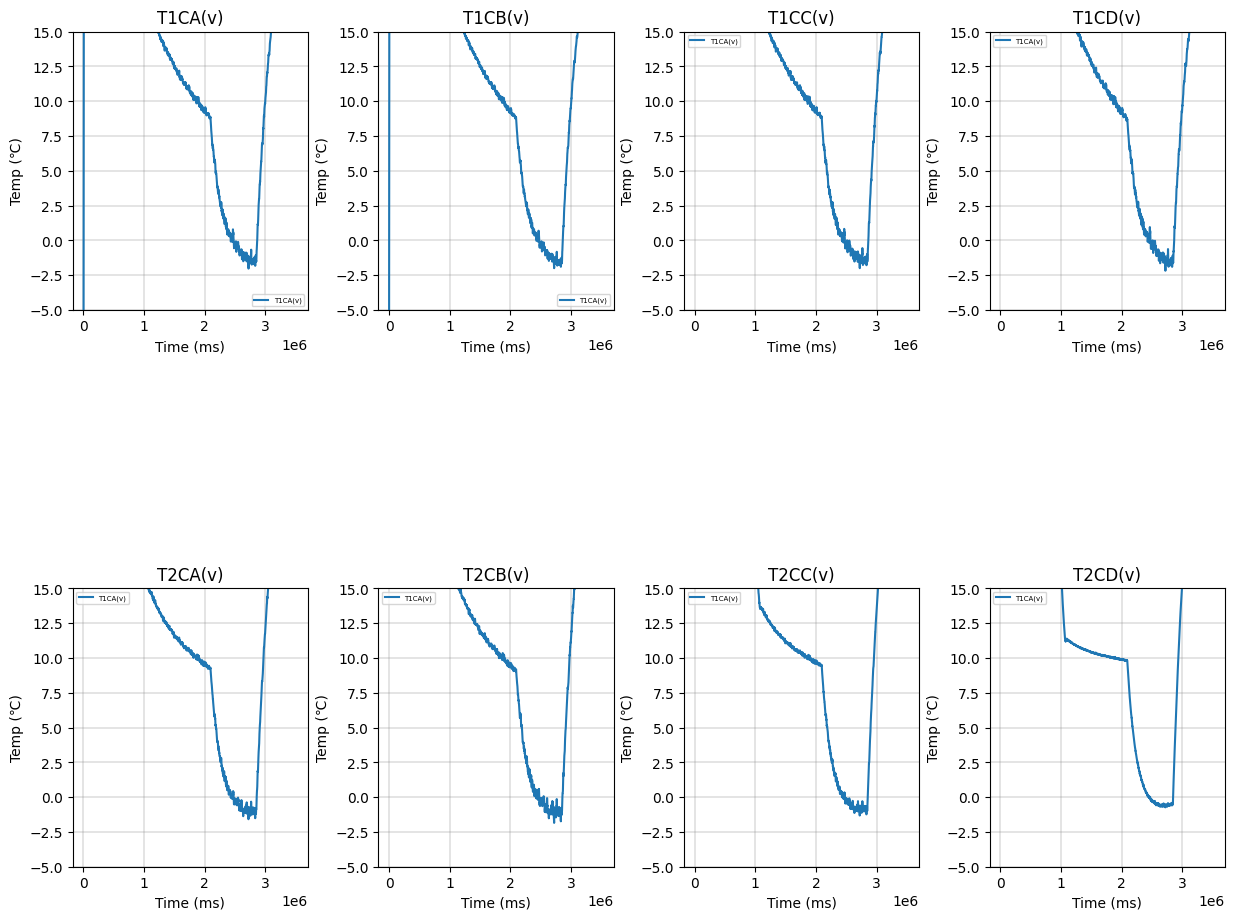 T1CA(v) T1CB(v) T1CC(v) T1CD(v)
15.0 15.0 15.0 15.0
T1CA(v) T1CA(v)
12.5 12.5 12.5 12.5
10.0 10.0 10.0 10.0
7.5 7.5 7.5 7.5
Temp (℃) Temp (℃) Temp (℃) Temp (℃)
5.0 5.0 5.0 5.0
2.5 2.5 2.5 2.5
0.0 0.0 0.0 0.0
−2.5 −2.5 −2.5 −2.5
T1CA(v) T1CA(v)
−5.0 −5.0 −5.0 −5.0
0 1 2 3 0 1 2 3 0 1 2 3 0 1 2 3
Time (ms) 1e6 Time (ms) 1e6 Time (ms) 1e6 Time (ms) 1e6
T2CA(v) T2CB(v) T2CC(v) T2CD(v)
15.0 15.0 15.0 15.0
T1CA(v) T1CA(v) T1CA(v) T1CA(v)
12.5 12.5 12.5 12.5
10.0 10.0 10.0 10.0
7.5 7.5 7.5 7.5
Temp (℃) Temp (℃) Temp (℃) Temp (℃)
5.0 5.0 5.0 5.0
2.5 2.5 2.5 2.5
0.0 0.0 0.0 0.0
−2.5 −2.5 −2.5 −2.5
−5.0 −5.0 −5.0 −5.0
0 1 2 3 0 1 2 3 0 1 2 3 0 1 2 3
Time (ms) 1e6 Time (ms) 1e6 Time (ms) 1e6 Time (ms) 1e6